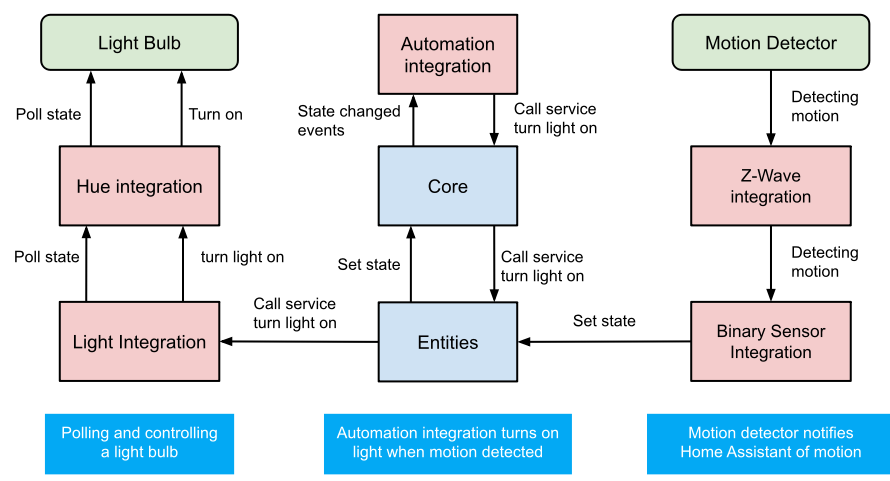 Light Bulb
Poll state
Turn on
Hue integration
Poll state
turn light on
Light Integration
Call service
turn light on
Automation
integration
State changed
events
Call service
turn light on
Core
Set state
Call service
turn light on
Entities
Set state
Motion Detector
Detecting
motion
Z-Wave
integration
Detecting
motion
Binary Sensor
Integration
Polling and controlling
a light bulb
Automation integration turns on
light when motion detected
Motion detector notifies
Home Assistant of motion